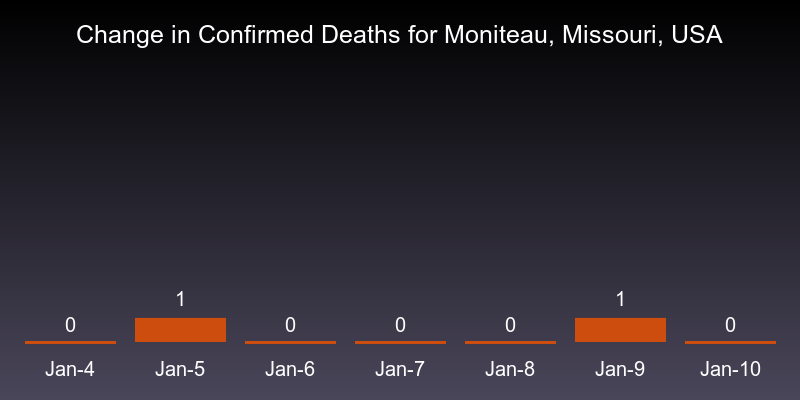 Change in Confirmed Deaths for Moniteau, Missouri, USA
0 1 0 0 0 1 0
Jan-4 Jan-5 Jan-6 Jan-7 Jan-8 Jan-9 Jan-10